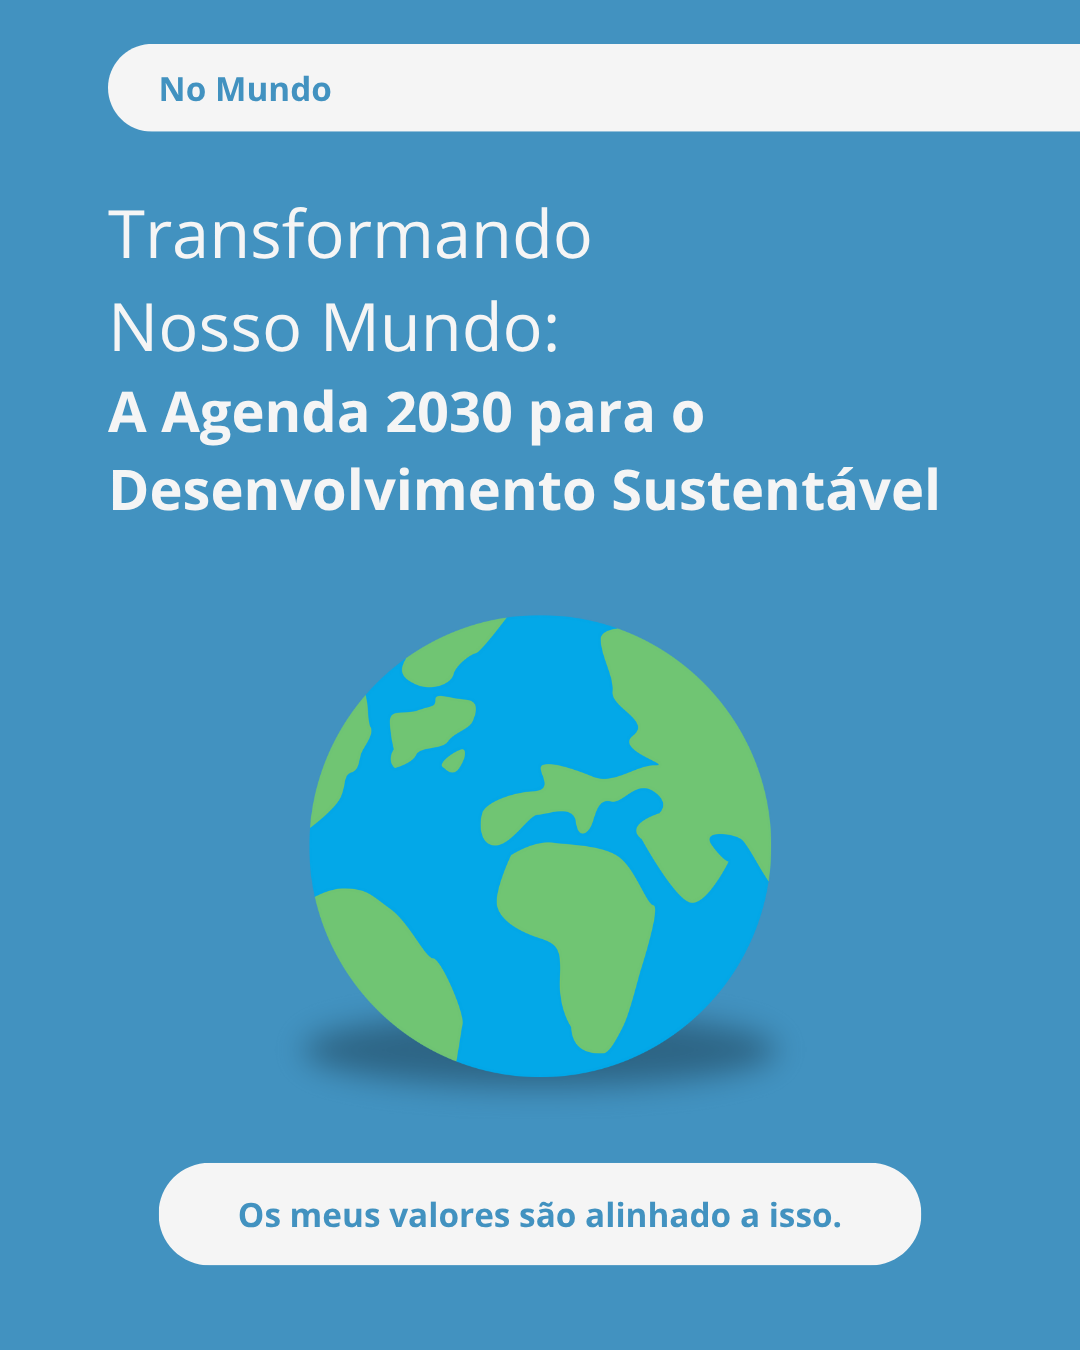 No Mundo
Transformando
Nosso Mundo:
A Agenda 2030 para o
Desenvolvimento Sustentável
Os meus valores são alinhado a isso.